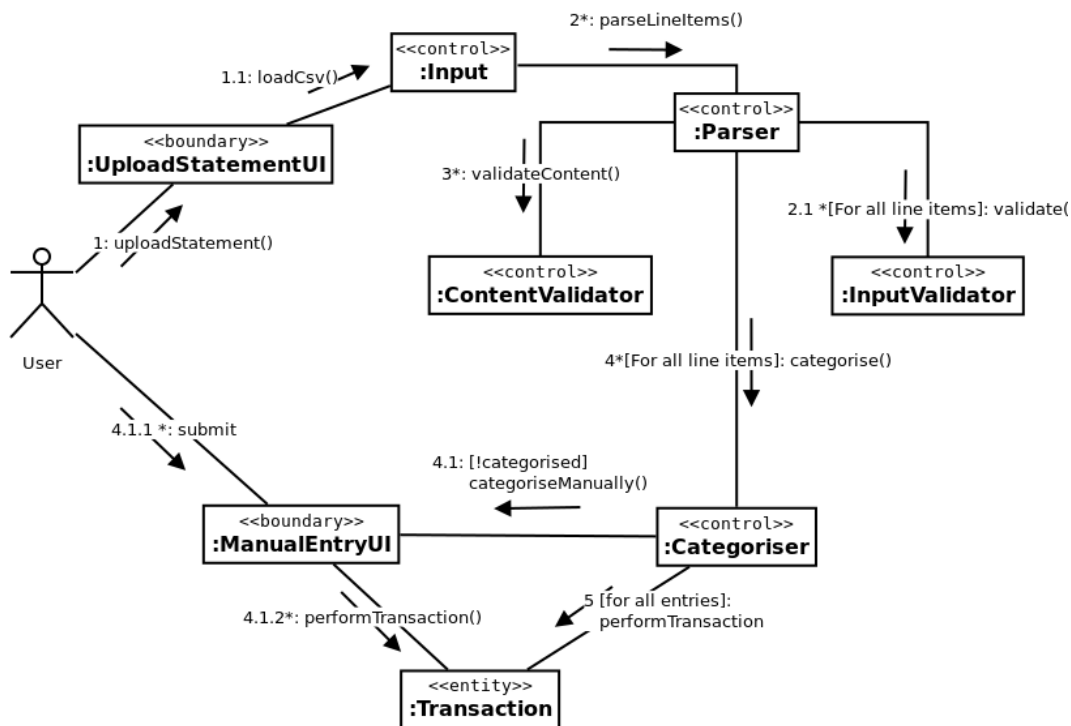 2*: parseLineItems()
<<control>>
:Input
1.1: loadCsv()
<<control>>
:Parser
<<boundary>>
:UploadStatementUI
3*: validateContent()
2.1 *[For all line items]: validate(
1: uploadStatement()
<<control>>
:ContentValidator
<<control>>
:InputValidator
User
4*[For all line items]: categorise()
4.1.1 *: submit
4.1: [!categorised]
categoriseManually()
<<boundary>>
:ManualEntryUI
<<control>>
:Categoriser
4.1.2*: performTransaction()
5 [for all entries]:
performTransaction
<<entity>>
:Transaction